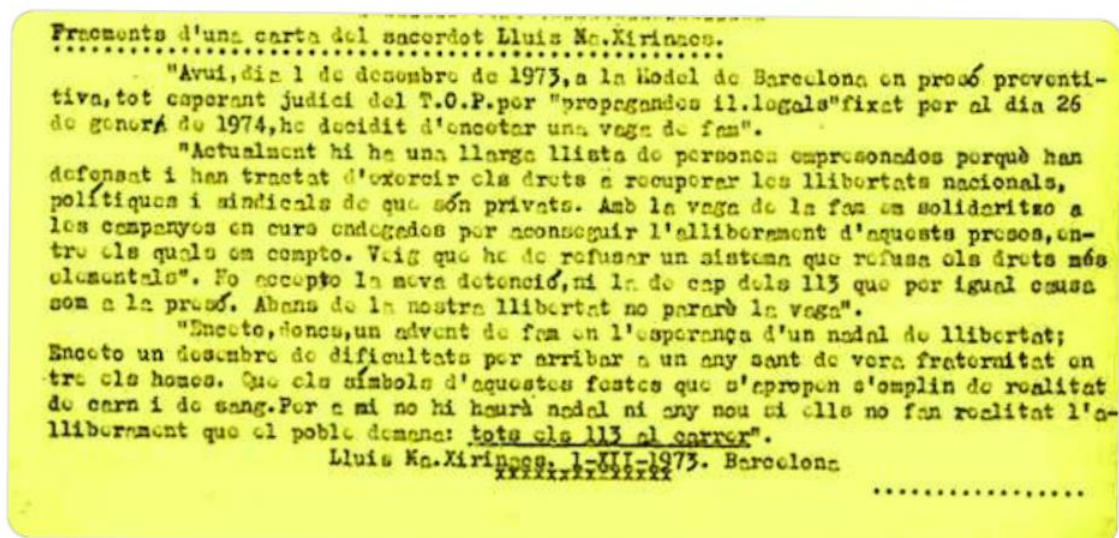 Fragments d'una carta del sacerdot Lluis Ma.Xirinacs.
"Avui,dia 1 de desembre de 1973,a la Model de Barcelona en presó preventi-
tiva,tot esperant judici del T.O.P.per "propagandes il.legals"fixat per al dia 26
de gener de 1974,he decidit d'encetar una vaga de fam".
"Actualment hi ha una llarga llista de persones empresonades perquè han
defensat i han tractat d'exercir els drets a recuperar les llibertats nacionals,
polítiques i sindicals de que són privats. Amb la vaga de la fam em solidaritzo a
les campanyes en curs endegades per aconseguir l'alliberament d'aquests presos,en-
tre els quals em compto. Veig que he de refusar un sistema que refusa els drets més
elementals". No accepto la meva detenció,ni la de cap dels 113 que per igual causa
som a la presó. Abans de la nostra llibertat no pararè la vaga".
"Enceto,doncs,un advent de fam en l'esperança d'un nadal de llibertat;
Enceto un desembre de dificultats per arribar a un any sant de vera fraternitat en
tre els homes. Que els símbols d'aquestes festes que s'apropen s'omplin de realitat
de carn i de sang.Per a mi no hi haurà nadal ni any nou si ells no fan realitat l'a-
lliberament que el poble demana: tots els 113 al carrer".
Lluis Ma.Xirinacs. 1-XII-1973. Barcelona
xxxxxxxxxxxxxx